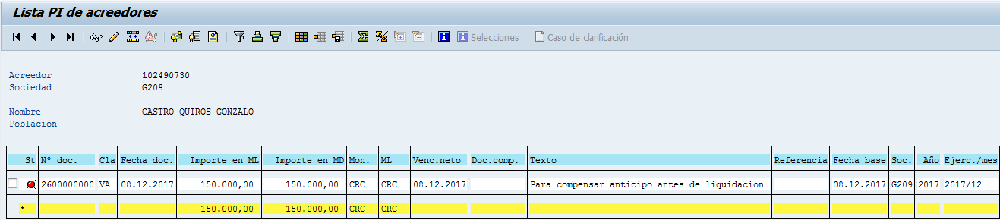 Lista PI de acreedores
Selecciones Caso de clarificación
Acreedor 102490730
Sociedad G209
Nombre CASTRO QUIROS GONZALO
Población
St Nº doc. Cla Fecha doc. Importe en ML Importe en MD Mon. ML Venc.neto Doc.comp. Texto Referencia Fecha base Soc. Año Ejerc./mes
2600000000 VA 08.12.2017 150.000,00 150.000,00 CRC CRC 08.12.2017 Para compensar anticipo antes de liquidacion 08.12.2017 G209 2017 2017/12
* 150.000,00 150.000,00 CRC CRC